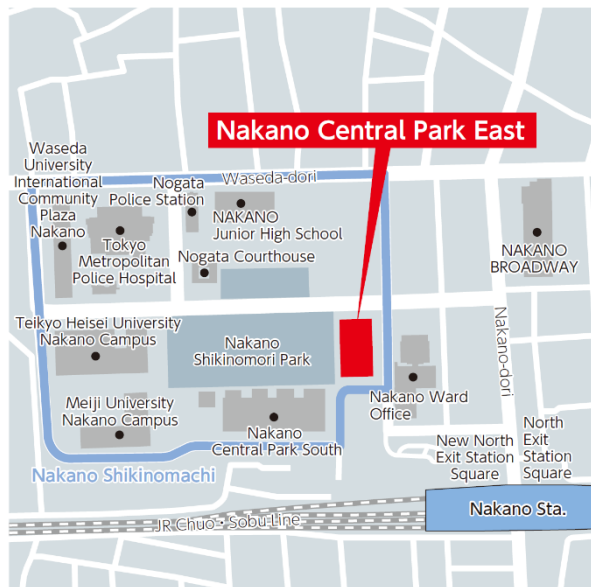 Nakano Central Park East
Waseda
University
International
Community
Plaza
Nakano
Nogata
Police Station
Waseda-dori
NAKANO
Junior High School
Tokyo
Metropolitan
Police Hospital
Nogata Courthouse
NAKANO
BROADWAY
Teikyo Heisei University
Nakano Campus
Nakano
Shikinomori Park
Nakano-dori
Meiji University
Nakano Campus
Nakano
Central Park South
Nakano Ward
Office
New North
Exit Station
Square
North
Exit
Station
Square
Nakano Shikinomachi
JR Chuo・Sobu Line
Nakano Sta.